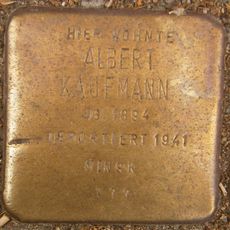 HIER WOHNTE
ALBERT
KAUFMANN
JG. 1894
DEPORTIERT 1941
MINSK
???